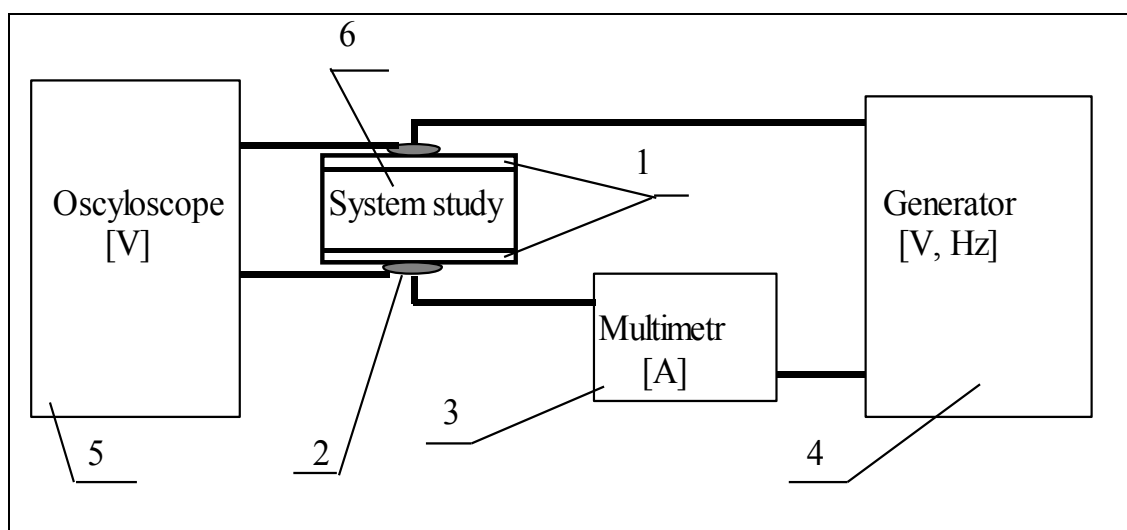 6
1
Oscyloscope
[V]
System study
Generator
[V, Hz]
Multimetr
[A]
5
2
3
4